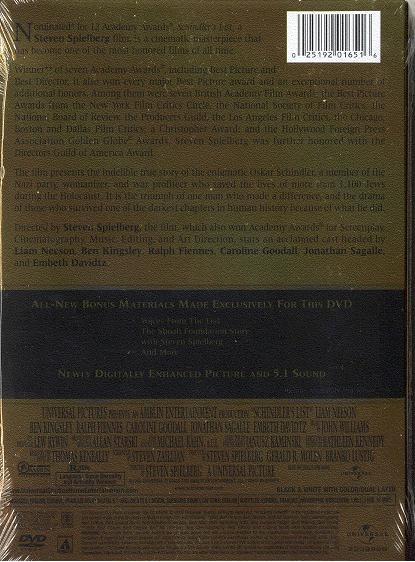 Nominated for 12 Academy Awards® Schindler's List, a
Steven Spielberg film, is a cinematic masterpiece that
has become one of the most honored films of all time.
0 25192 01651 6
Winner of seven Academy Awards®, including Best Picture and
Best Director, it also won every major Best Picture award and an exceptional number of
additional honors. Among them were seven British Academy Film Awards; the Best Picture
Awards from the New York Film Critics Circle, the National Society of Film Critics, the
National Board of Review, the Producers Guild, the Los Angeles Film Critics, the Chicago,
Boston and Dallas Film Critics; a Christopher Award; and the Hollywood Foreign Press
Association Golden Globe® Awards. Steven Spielberg was further honored with the
Directors Guild of America Award.
The film presents the indelible true story of the enigmatic Oskar Schindler, a member of the
Nazi party, womanizer, and war profiteer who saved the lives of more than 1,100 Jews
during the Holocaust. It is the triumph of one man who made a difference, and the drama
of those who survived one of the darkest chapters in human history because of what he did.
Directed by Steven Spielberg, the film, which also won Academy Awards® for Screenplay,
Cinematography, Music, Editing, and Art Direction, stars an acclaimed cast headed by
Liam Neeson, Ben Kingsley, Ralph Fiennes, Caroline Goodall, Jonathan Sagalle,
and Embeth Davidtz.
All-New Bonus Materials Made Exclusively For This DVD
Voices From The List
The Shoah Foundation Story
with Steven Spielberg
And More
Newly Digitally Enhanced Picture and 5.1 Sound
UNIVERSAL PICTURES PRESENTS AN AMBLIN ENTERTAINMENT PRODUCTION "SCHINDLER'S LIST" LIAM NEESON
BEN KINGSLEY RALPH FIENNES CAROLINE GOODALL JONATHAN SAGALLE EMBETH DAVIDTZ JOHN WILLIAMS
LEW RYWIN ALLAN STARSKI MICHAEL KAHN, A.C.E. JANUSZ KAMINSKI KATHLEEN KENNEDY
THOMAS KENEALLY STEVEN ZAILLIAN STEVEN SPIELBERG GERALD R. MOLEN BRANKO LUSTIG
STEVEN SPIELBERG A UNIVERSAL PICTURE
R
BLACK & WHITE WITH COLOR/DUAL LAYER
DVD
UNIVERSAL